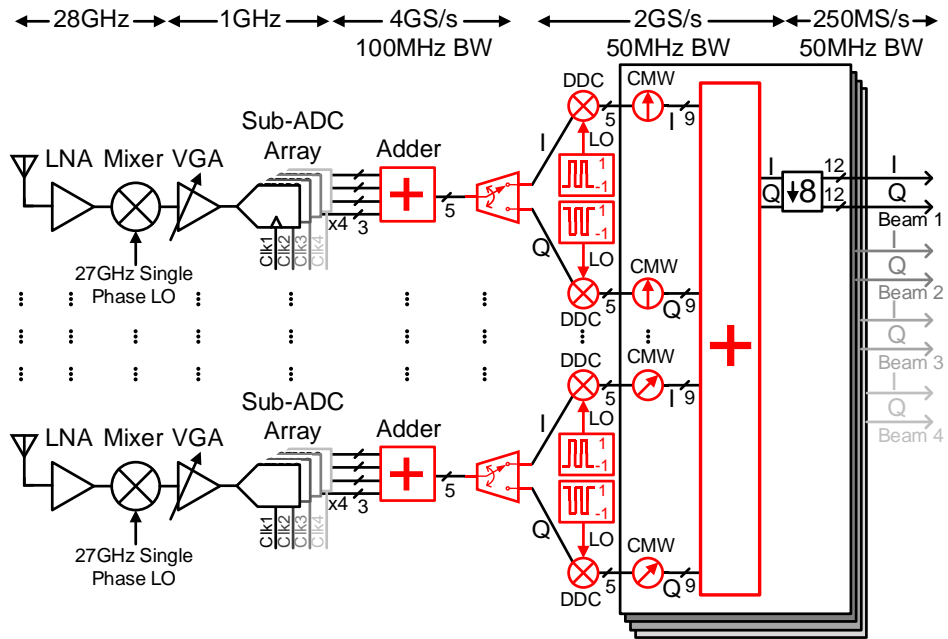 28GHz 1GHz 4GS/s 2GS/s 250MS/s
100MHz BW 50MHz BW 50MHz BW
DDC CMW
5 I 9
LO
I
1
-1
Sub-ADC
Array
LNA Mixer VGA Adder
+
x4 3
5
Clk1 Clk2 Clk3 Clk4
27GHz Single
Phase LO
1
-1
LO
Q
DDC
5
CMW
Q 9
+
I
Q
↓8
12
12
I
Q
Beam 1
I
Q
Beam 2
I
Q
Beam 3
I
Q
Beam 4
DDC CMW
5 I 9
LO
I
1
-1
Sub-ADC
Array
LNA Mixer VGA Adder
+
x4 3
5
Clk1 Clk2 Clk3 Clk4
27GHz Single
Phase LO
1
-1
LO
Q
DDC
5
CMW
Q 9